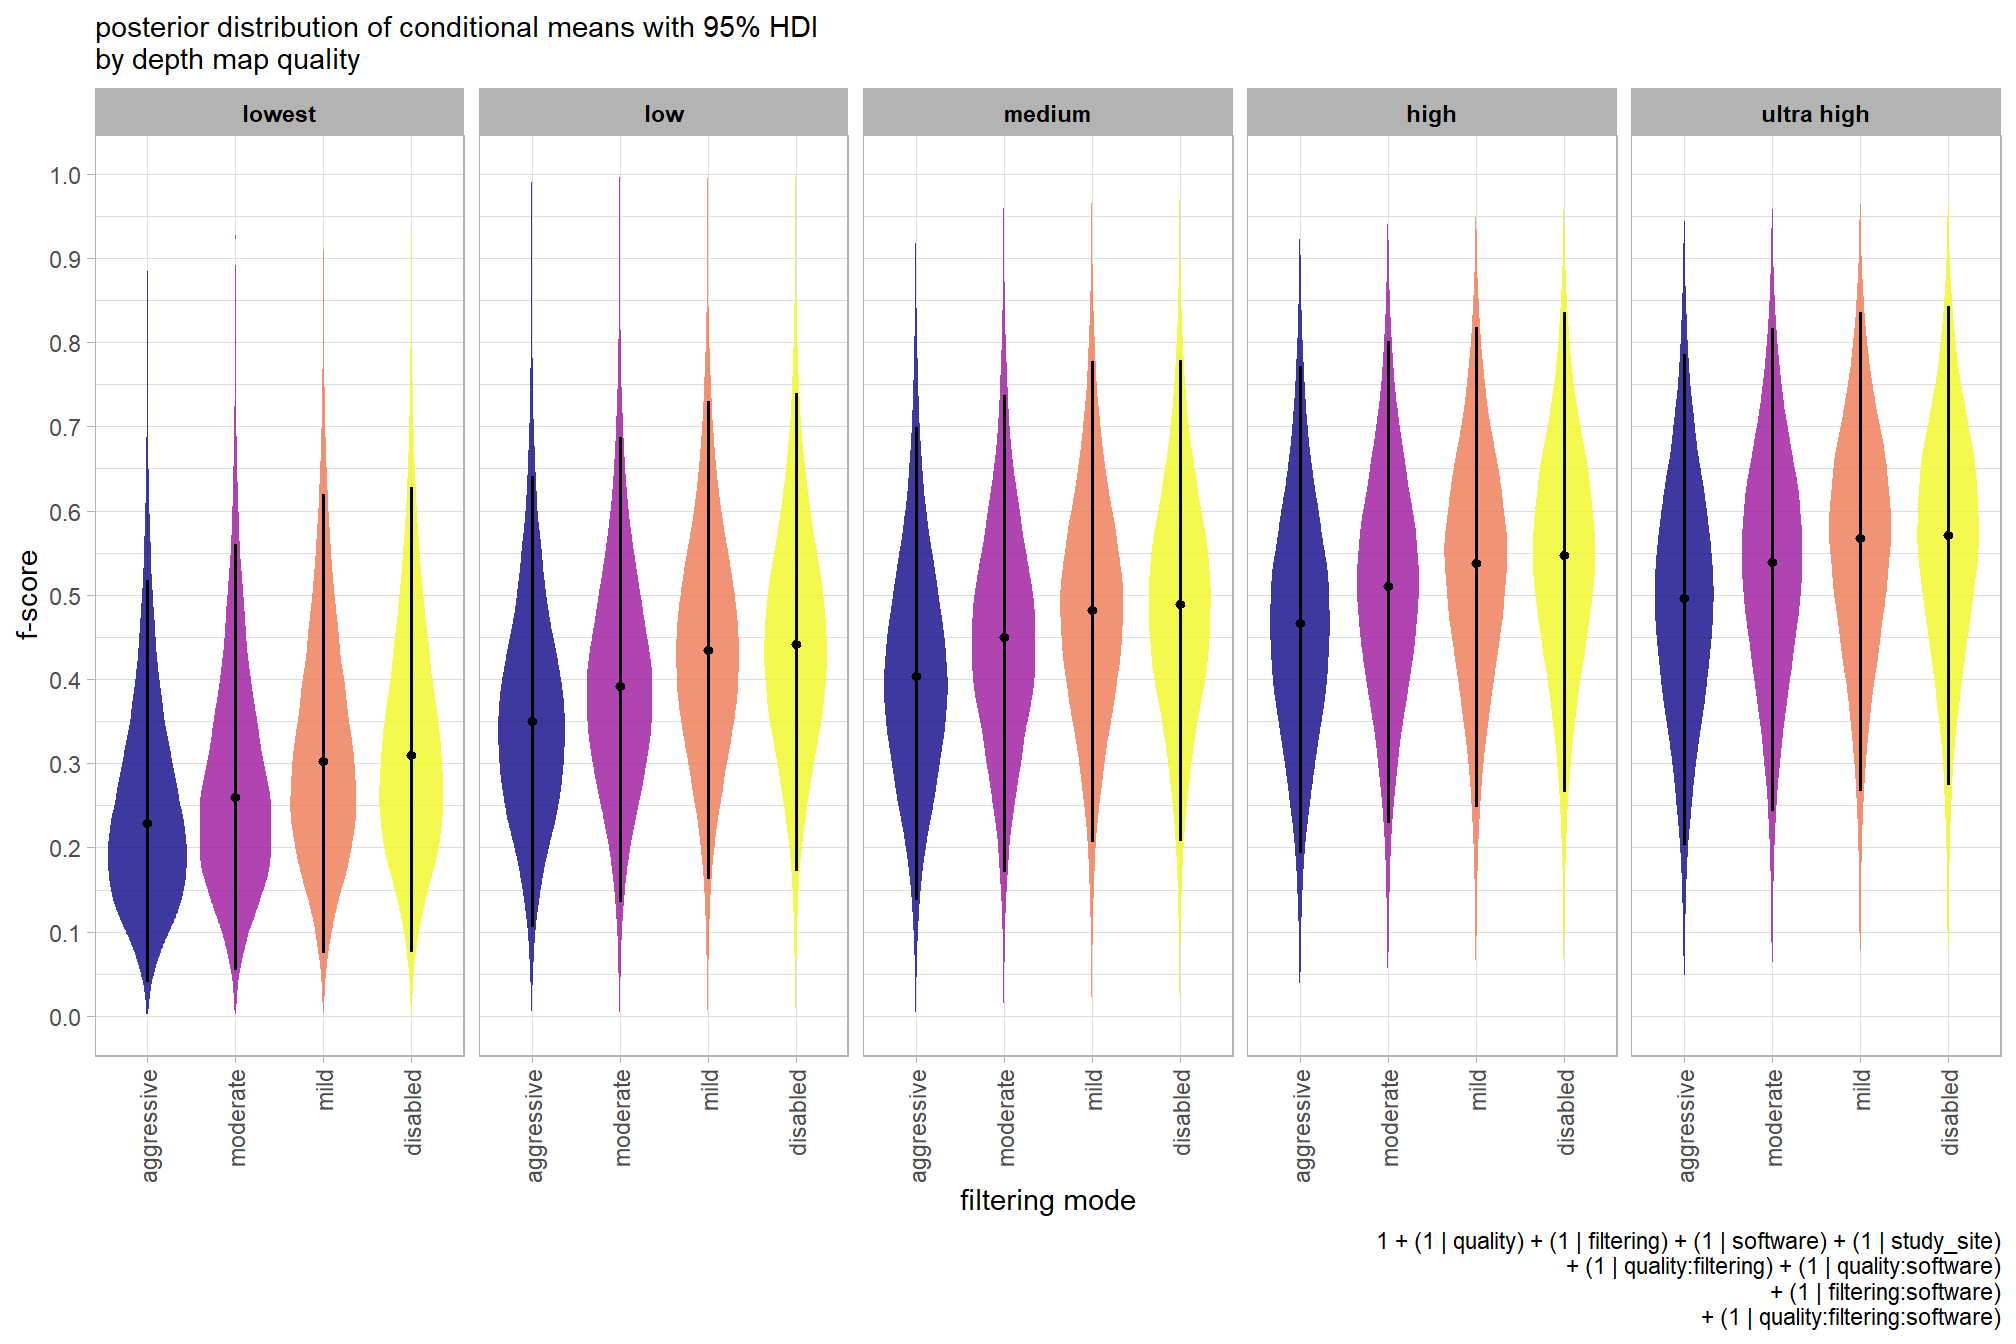 posterior distribution of conditional means with 95% HDI
by depth map quality
lowest
low
medium
high
ultra high
1.0
0.9
0.8
0.7
0.6
0.5
0.4
0.3
0.2
0.1
0.0
f-score
aggressive
moderate
mild
disabled
aggressive
moderate
mild
disabled
aggressive
moderate
mild
disabled
aggressive
moderate
mild
disabled
aggressive
moderate
mild
disabled
filtering mode
1 + (1 | quality) + (1 | filtering) + (1 | software) + (1 | study_site)
+ (1 | quality:filtering) + (1 | quality:software)
+ (1 | filtering:software)
+ (1 | quality:filtering:software)